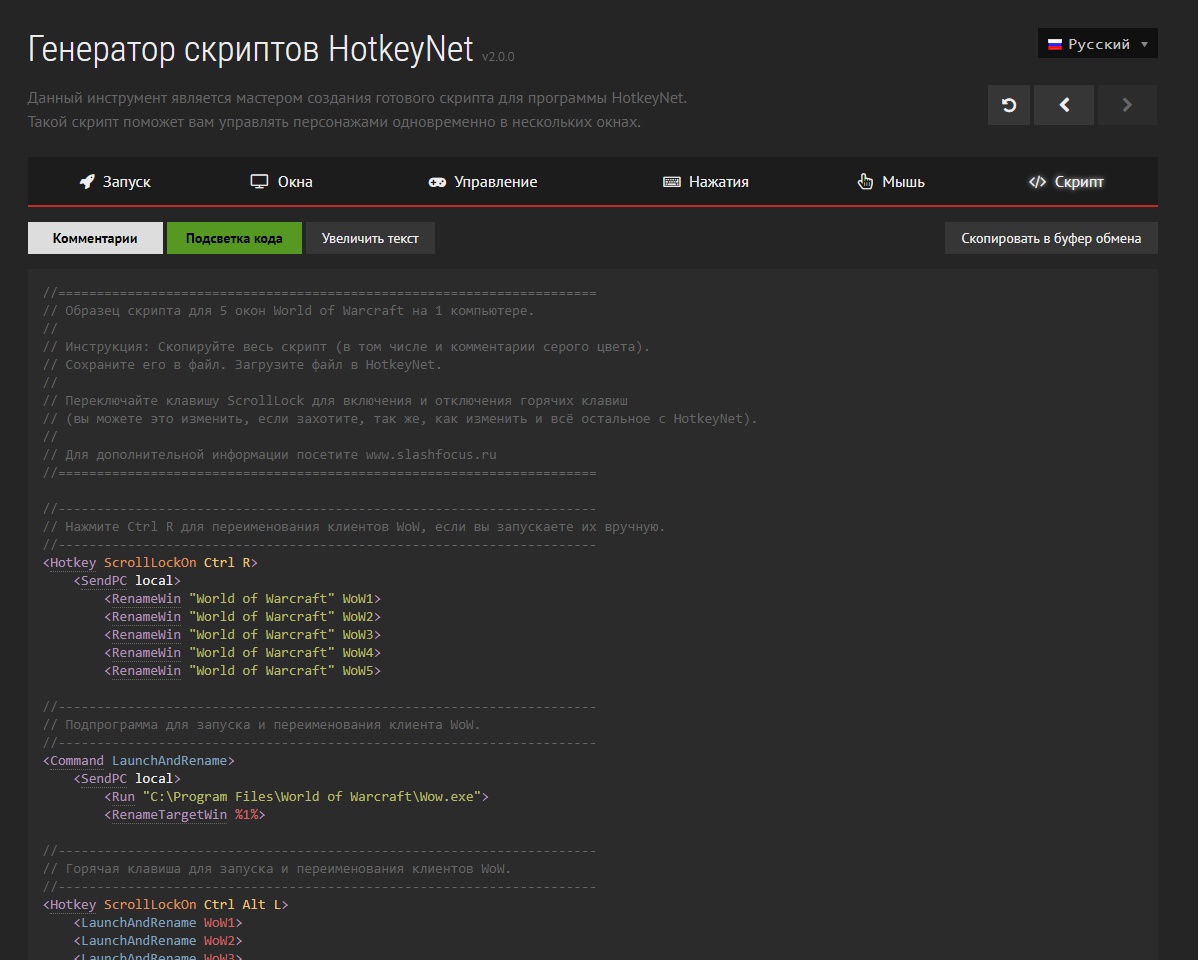 Генератор скриптов HotkeyNet v2.0.0
Русский
Данный инструмент является мастером создания готового скрипта для программы HotkeyNet.
Такой скрипт поможет вам управлять персонажами одновременно в нескольких окнах.
Запуск Окна Управление Нажатия Мышь Скрипт
Комментарии Подсветка кода Увеличить текст Скопировать в буфер обмена
//======================================================================
// Образец скрипта для 5 окон World of Warcraft на 1 компьютере.
//
// Инструкция: Скопируйте весь скрипт (в том числе и комментарии серого цвета).
// Сохраните его в файл. Загрузите файл в HotkeyNet.
//
// Переключайте клавишу ScrollLock для включения и отключения горячих клавиш
// (вы можете это изменить, если захотите, так же, как изменить и всё остальное с HotkeyNet).
//
// Для дополнительной информации посетите www.slashfocus.ru
//======================================================================
//----------------------------------------------------------------------
// Нажмите Ctrl R для переименования клиентов WoW, если вы запускаете их вручную.
//----------------------------------------------------------------------
<Hotkey ScrollLockOn Ctrl R>
<SendPC local>
<RenameWin "World of Warcraft" WoW1>
<RenameWin "World of Warcraft" WoW2>
<RenameWin "World of Warcraft" WoW3>
<RenameWin "World of Warcraft" WoW4>
<RenameWin "World of Warcraft" WoW5>
//----------------------------------------------------------------------
// Подпрограмма для запуска и переименования клиента WoW.
//----------------------------------------------------------------------
<Command LaunchAndRename>
<SendPC local>
<Run "C:\Program Files\World of Warcraft\Wow.exe">
<RenameTargetWin %1%>
//----------------------------------------------------------------------
// Горячая клавиша для запуска и переименования клиентов WoW.
//----------------------------------------------------------------------
<Hotkey ScrollLockOn Ctrl Alt L>
<LaunchAndRename WoW1>
<LaunchAndRename WoW2>
<LaunchAndRename WoW3>